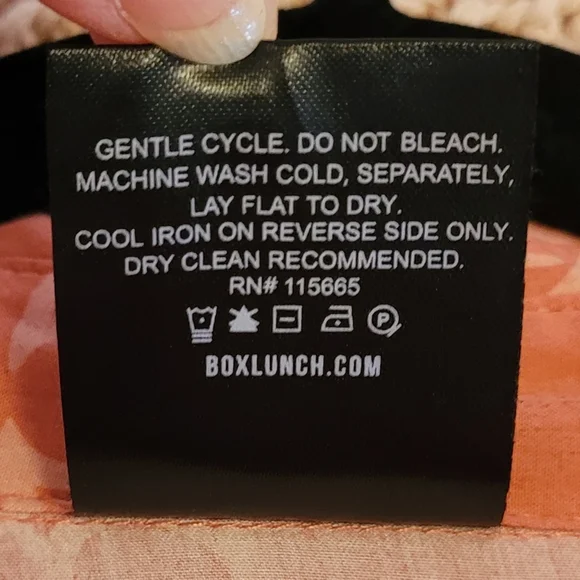 GENTLE CYCLE. DO NOT BLEACH.
MACHINE WASH COLD, SEPARATELY,
LAY FLAT TO DRY.
COOL IRON ON REVERSE SIDE ONLY.
DRY CLEAN RECOMMENDED.
RN# 115665
P
BOXLUNCH.COM